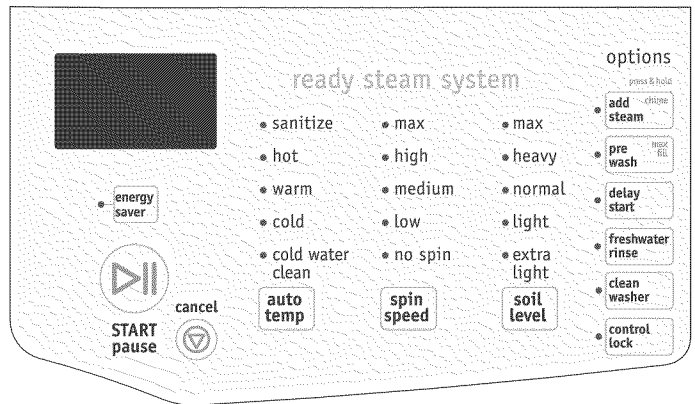 options
ready steam system
press & hold
add steam
chime
sanitize
hot
warm
cold
cold water
clean
auto
temp
max
high
medium
low
no spin
spin
speed
max
heavy
normal
light
extra
light
soil
level
pre
wash
max
fill
delay
start
freshwater
rinse
clean
washer
control
lock
energy
saver
START
pause
cancel